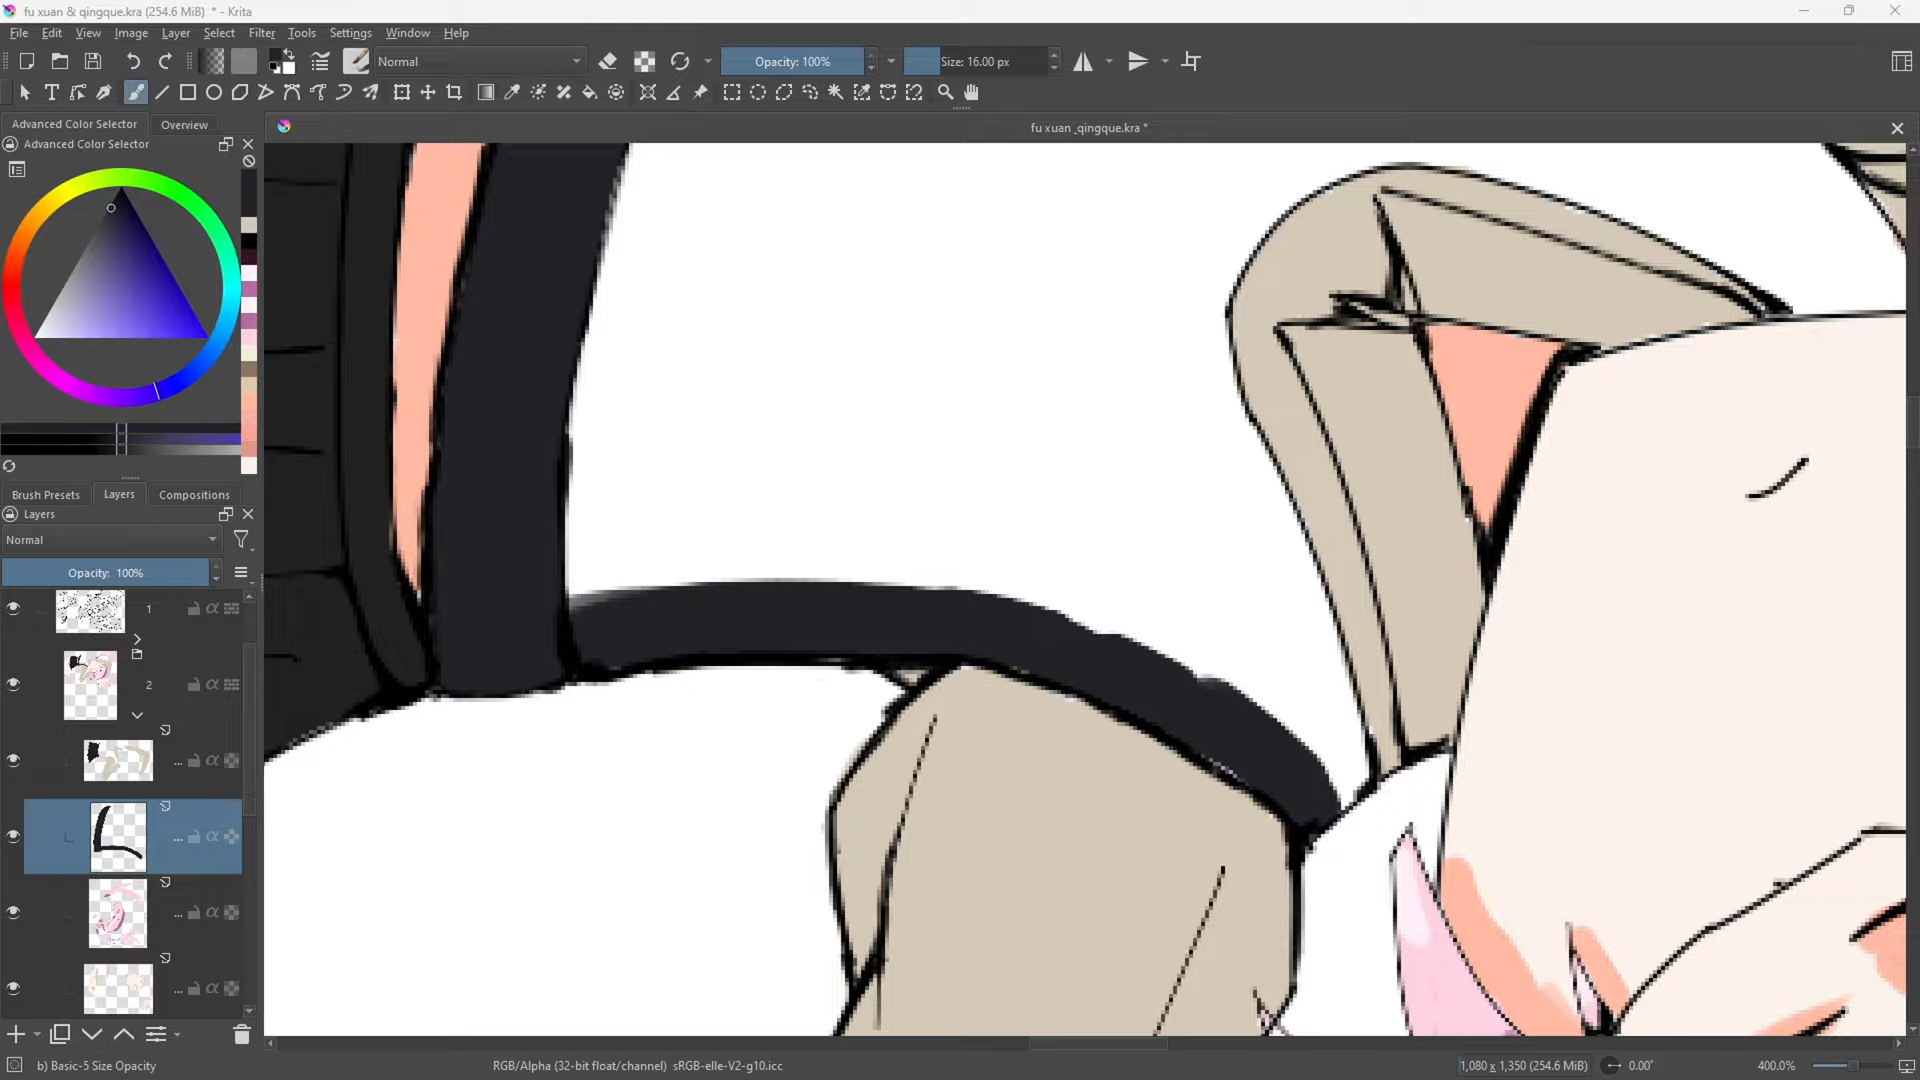 fu xuan & qingque.kra (254.6 MiB) * - Krita
File Edit View Image Layer Select Filter Tools Settings Window Help
Normal
Opacity: 100%
Size: 16.00 px
Advanced Color Selector Overview
fu xuan _qingque.kra *
Advanced Color Selector
Brush Presets Layers Compositions
Layers
Normal
Opacity: 100%
1
2
...
...
...
...
b) Basic-5 Size Opacity
RGB/Alpha (32-bit float/channel) sRGB-elle-V2-g10.icc
1,080 x 1,350 (254.6 MiB)
0.00°
400.0%